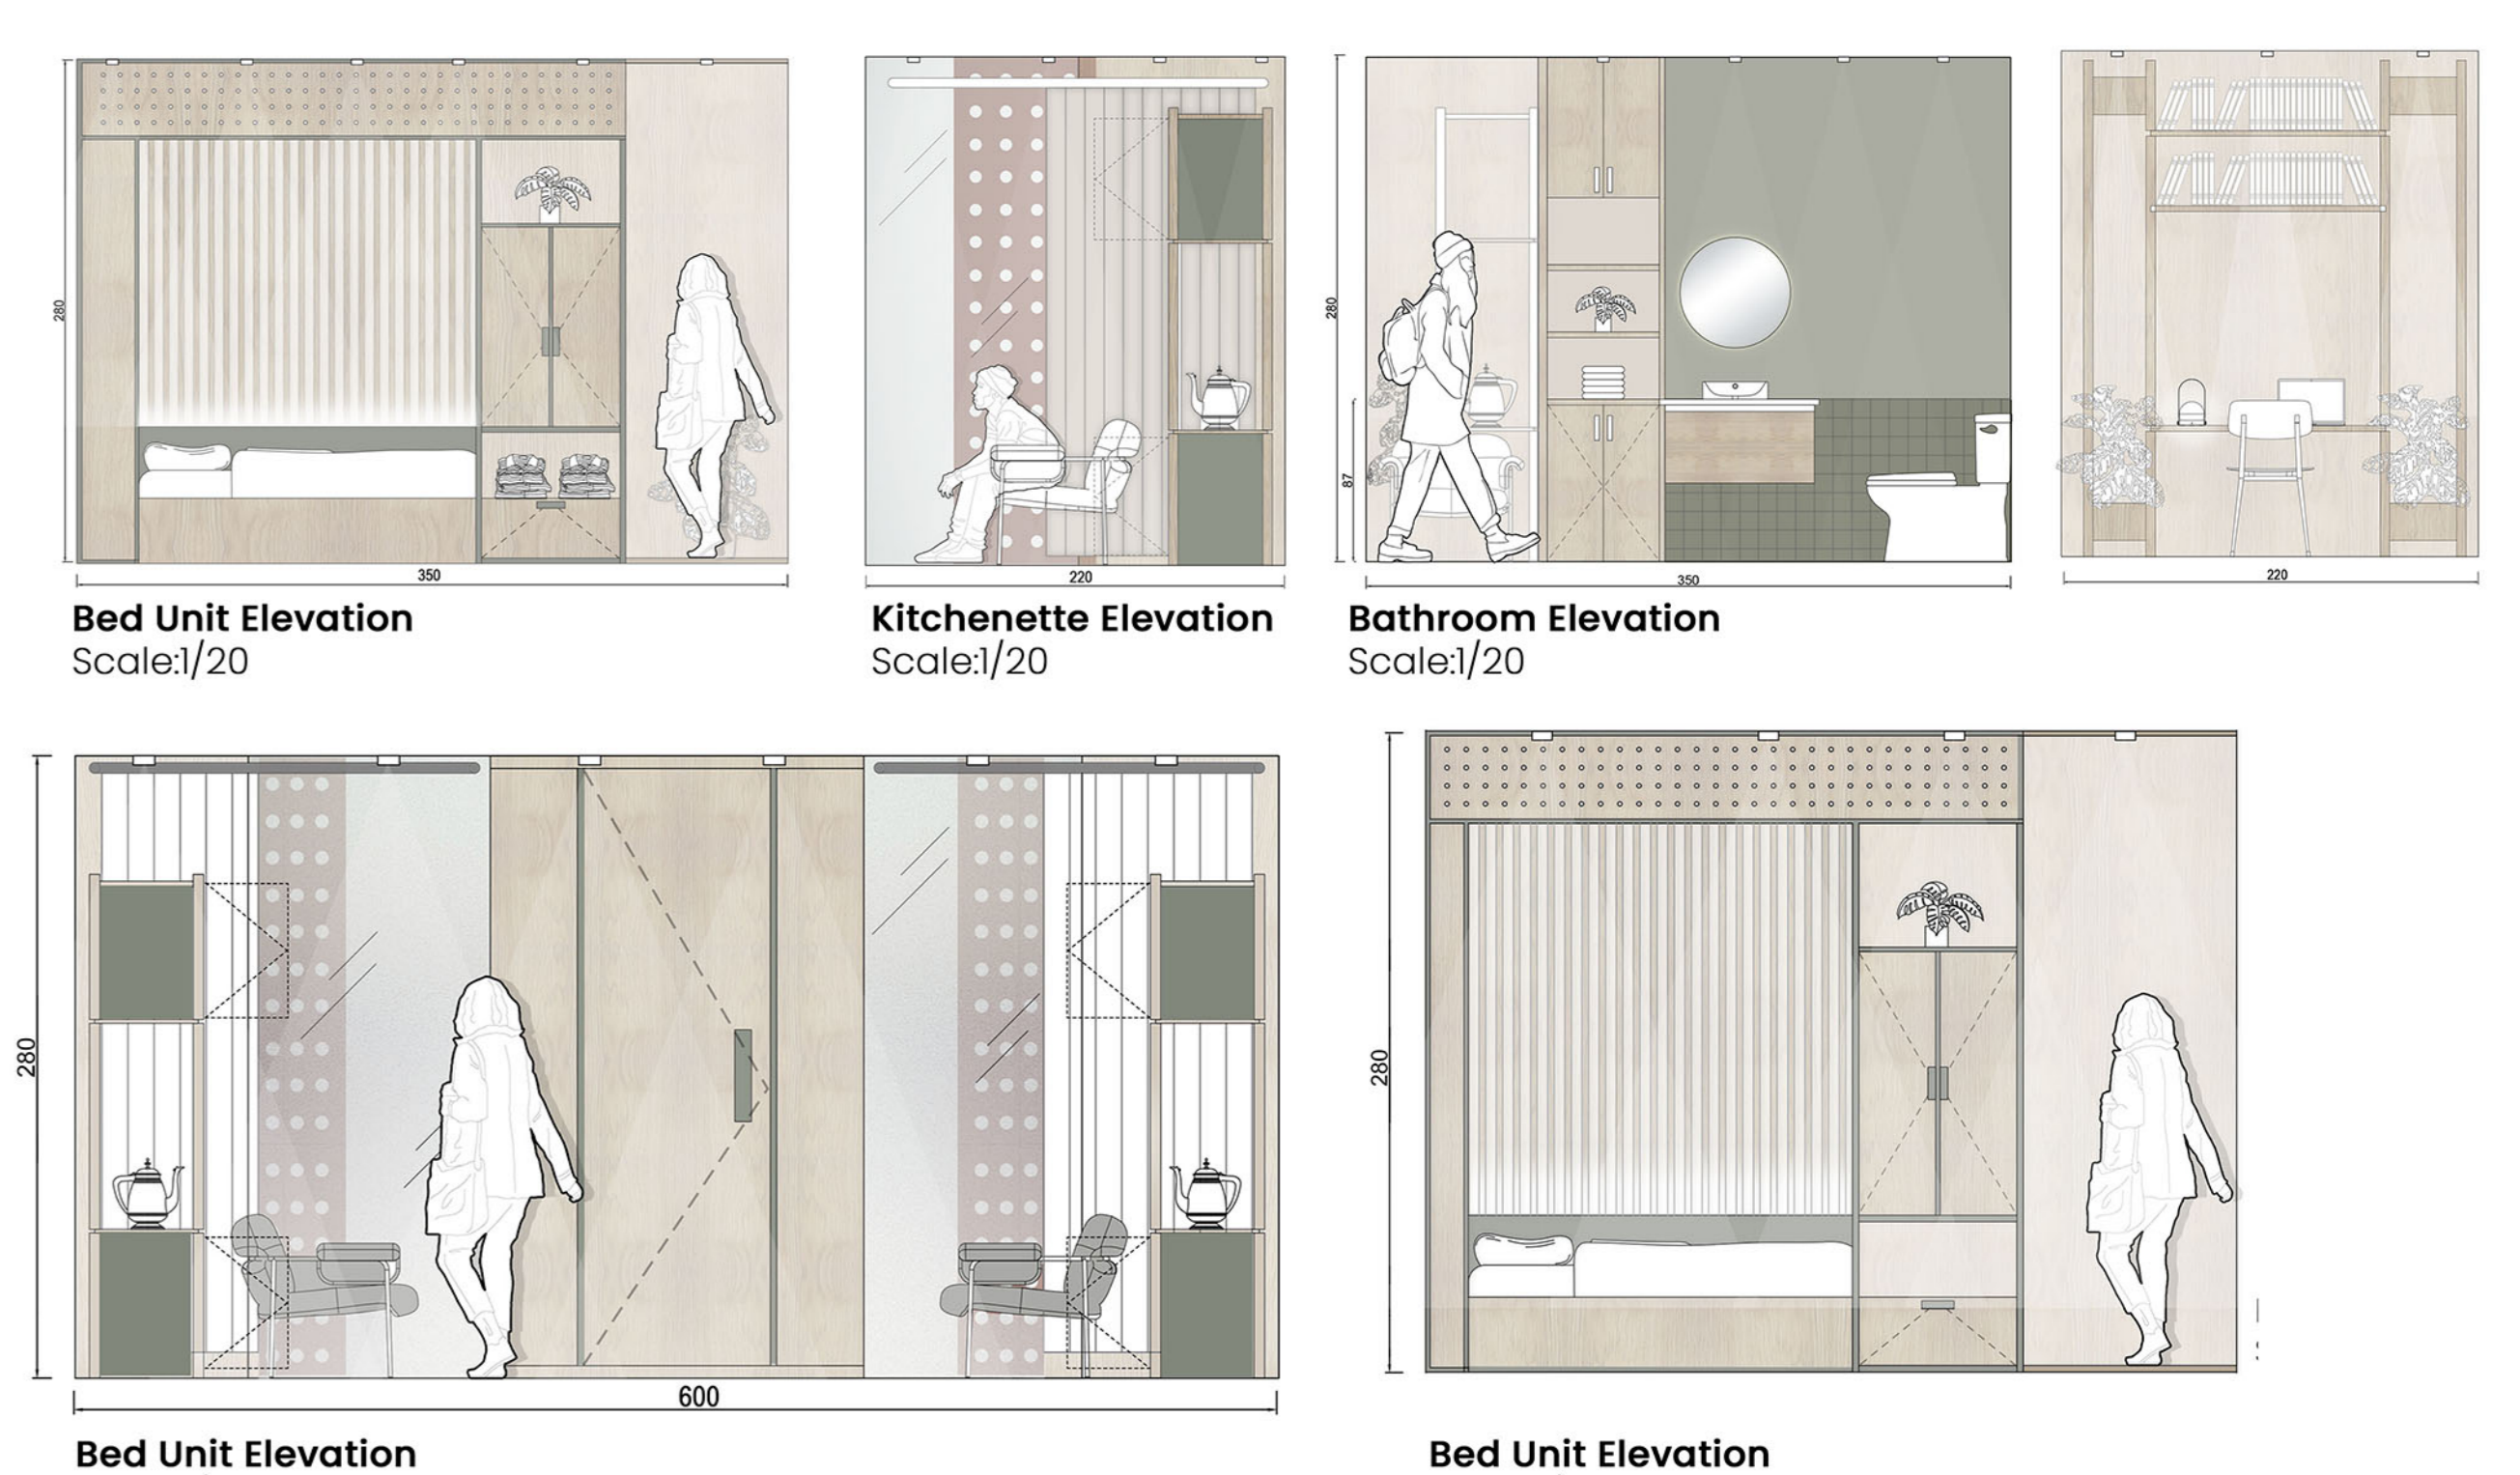 280
350
Bed Unit Elevation
Scale:1/20
220
Kitchenette Elevation
Scale:1/20
280
87
350
Bathroom Elevation
Scale:1/20
220
280
600
Bed Unit Elevation
280
Bed Unit Elevation